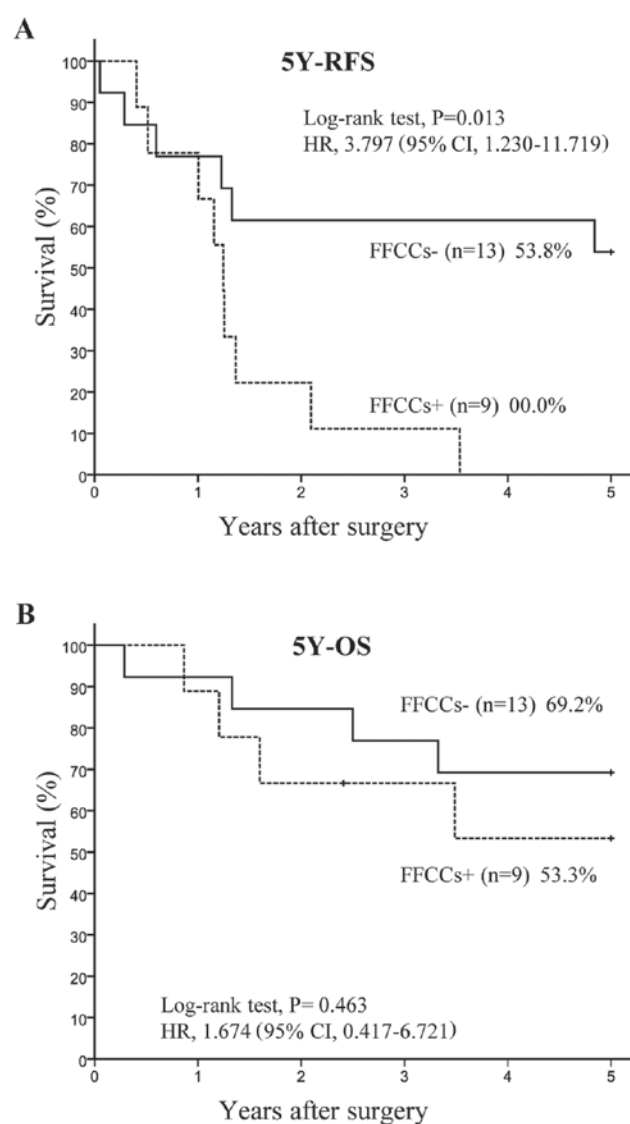 A
5Y-RFS
Log-rank test, P=0.013
HR, 3.797 (95% CI, 1.230-11.719)
FFCCs- (n=13) 53.8%
FFCCs+ (n=9) 00.0%
Survival (%)
100
90
80
70
60
50
40
30
20
10
0
0 1 2 3 4 5
Years after surgery
B
5Y-OS
FFCCs- (n=13) 69.2%
FFCCs+ (n=9) 53.3%
Log-rank test, P= 0.463
HR, 1.674 (95% CI, 0.417-6.721)
Survival (%)
100
90
80
70
60
50
40
30
20
10
0
0 1 2 3 4 5
Years after surgery